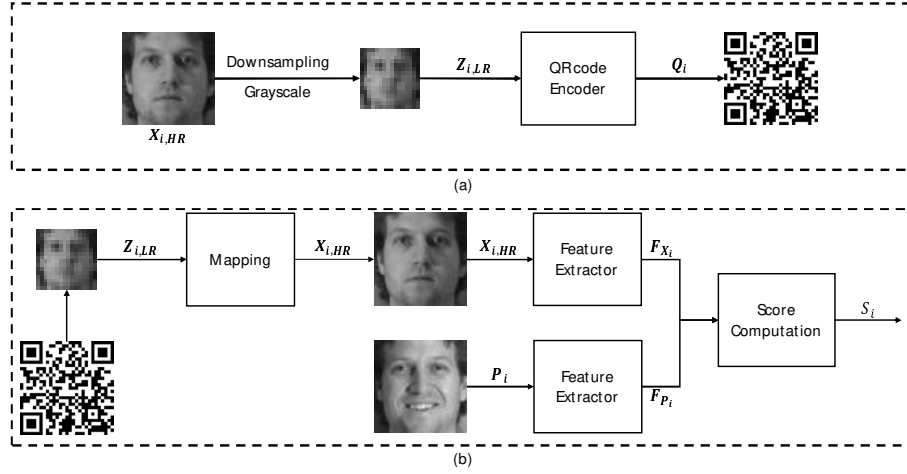 Downsampling
Grayscale
X_{i,HR}
Z_{i,LR}
QRcode
Encoder
Q_i
(a)
Z_{i,LR}
Mapping
X_{i,HR}
X_{i,HR}
Feature
Extractor
F_{X_i}
Score
Computation
S_i
P_i
Feature
Extractor
F_{P_i}
(b)